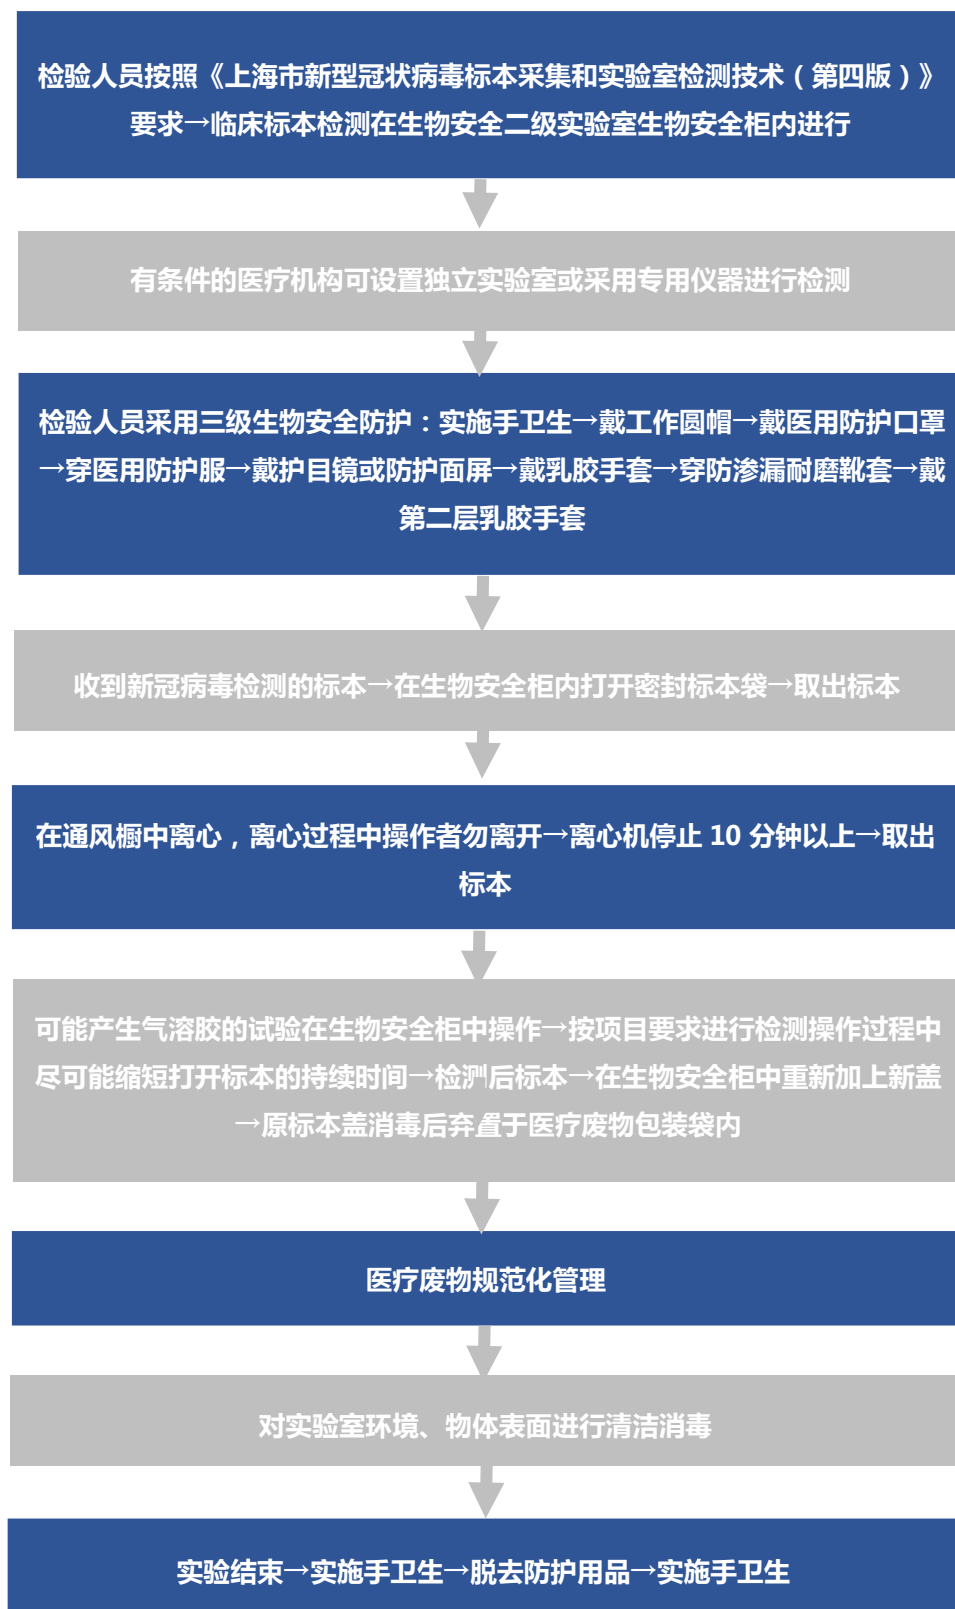 检验人员按照《上海市新型冠状病毒标本采集和实验室检测技术（第四版）》
要求→临床标本检测在生物安全二级实验室生物安全柜内进行
有条件的医疗机构可设置独立实验室或采用专用仪器进行检测
检验人员采用三级生物安全防护：实施手卫生→戴工作圆帽→戴医用防护口罩
→穿医用防护服→戴护目镜或防护面屏→戴乳胶手套→穿防渗漏耐磨靴套→戴
第二层乳胶手套
收到新冠病毒检测的标本→在生物安全柜内打开密封标本袋→取出标本
在通风橱中离心，离心过程中操作者勿离开→离心机停止 10 分钟以上→取出
标本
可能产生气溶胶的试验在生物安全柜中操作→按项目要求进行检测操作过程中
尽可能缩短打开标本的持续时间→检测后标本→在生物安全柜中重新加上新盖
→原标本盖消毒后弃置于医疗废物包装袋内
医疗废物规范化管理
对实验室环境、物体表面进行清洁消毒
实验结束→实施手卫生→脱去防护用品→实施手卫生